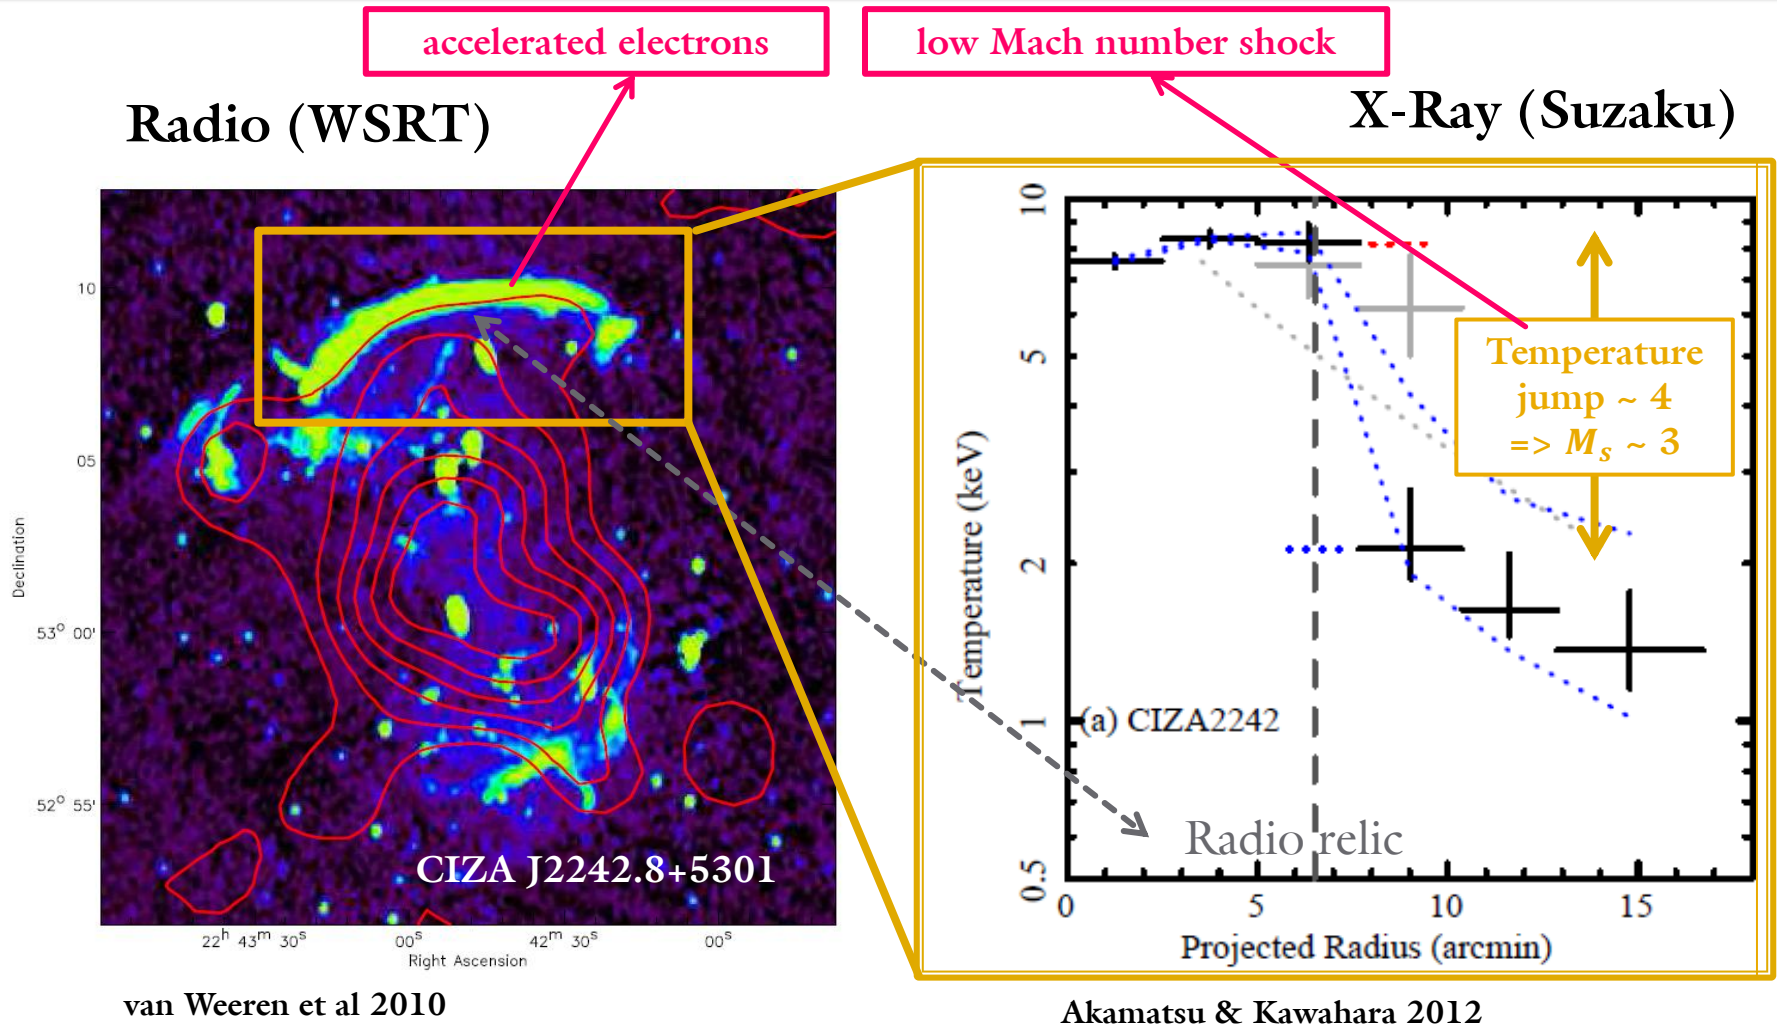 accelerated electrons
low Mach number shock
Radio (WSRT)
X-Ray (Suzaku)
10
05
53° 00'
52° 55'
Declination
22ʰ 43ᵐ 30ˢ
00ˢ
42ᵐ 30ˢ
00ˢ
Right Ascension
CIZA J2242.8+5301
van Weeren et al 2010
10
5
2
1
0.5
Temperature (keV)
Temperature
jump ~ 4
=> Mₛ ~ 3
(a) CIZA2242
Radio relic
0
5
10
15
Projected Radius (arcmin)
Akamatsu & Kawahara 2012